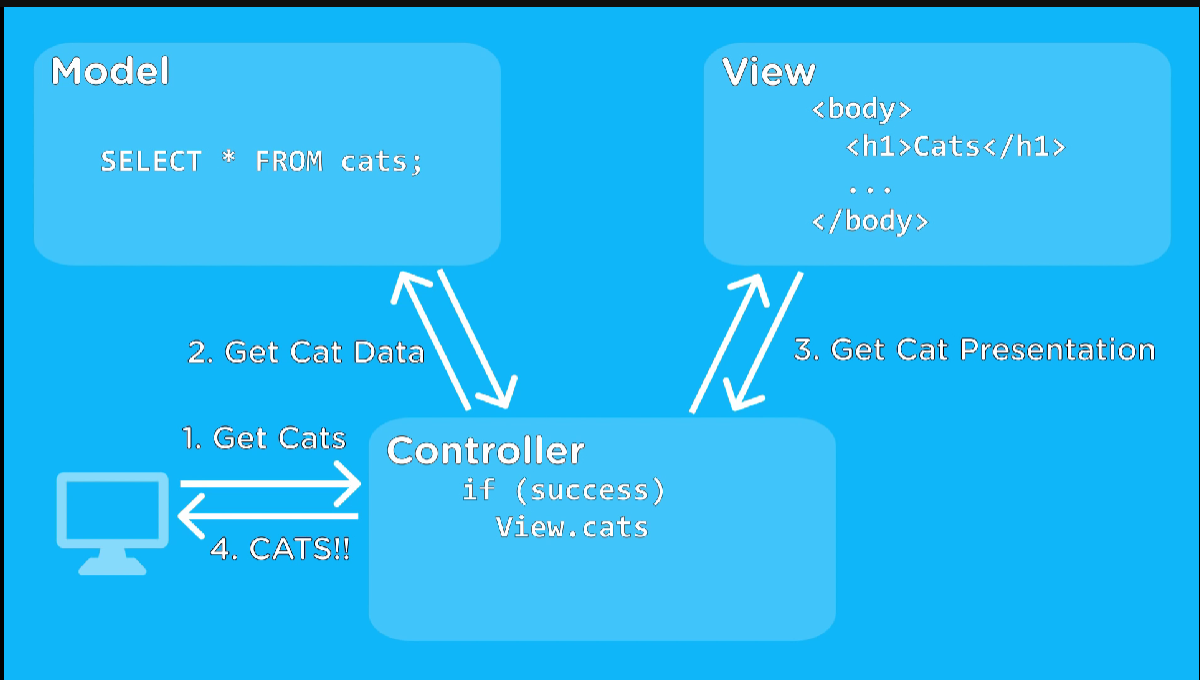 Model
SELECT * FROM cats;
View
<body>
<h1>Cats</h1>
...
</body>
2. Get Cat Data
3. Get Cat Presentation
1. Get Cats
4. CATS!!
Controller
if (success)
View.cats